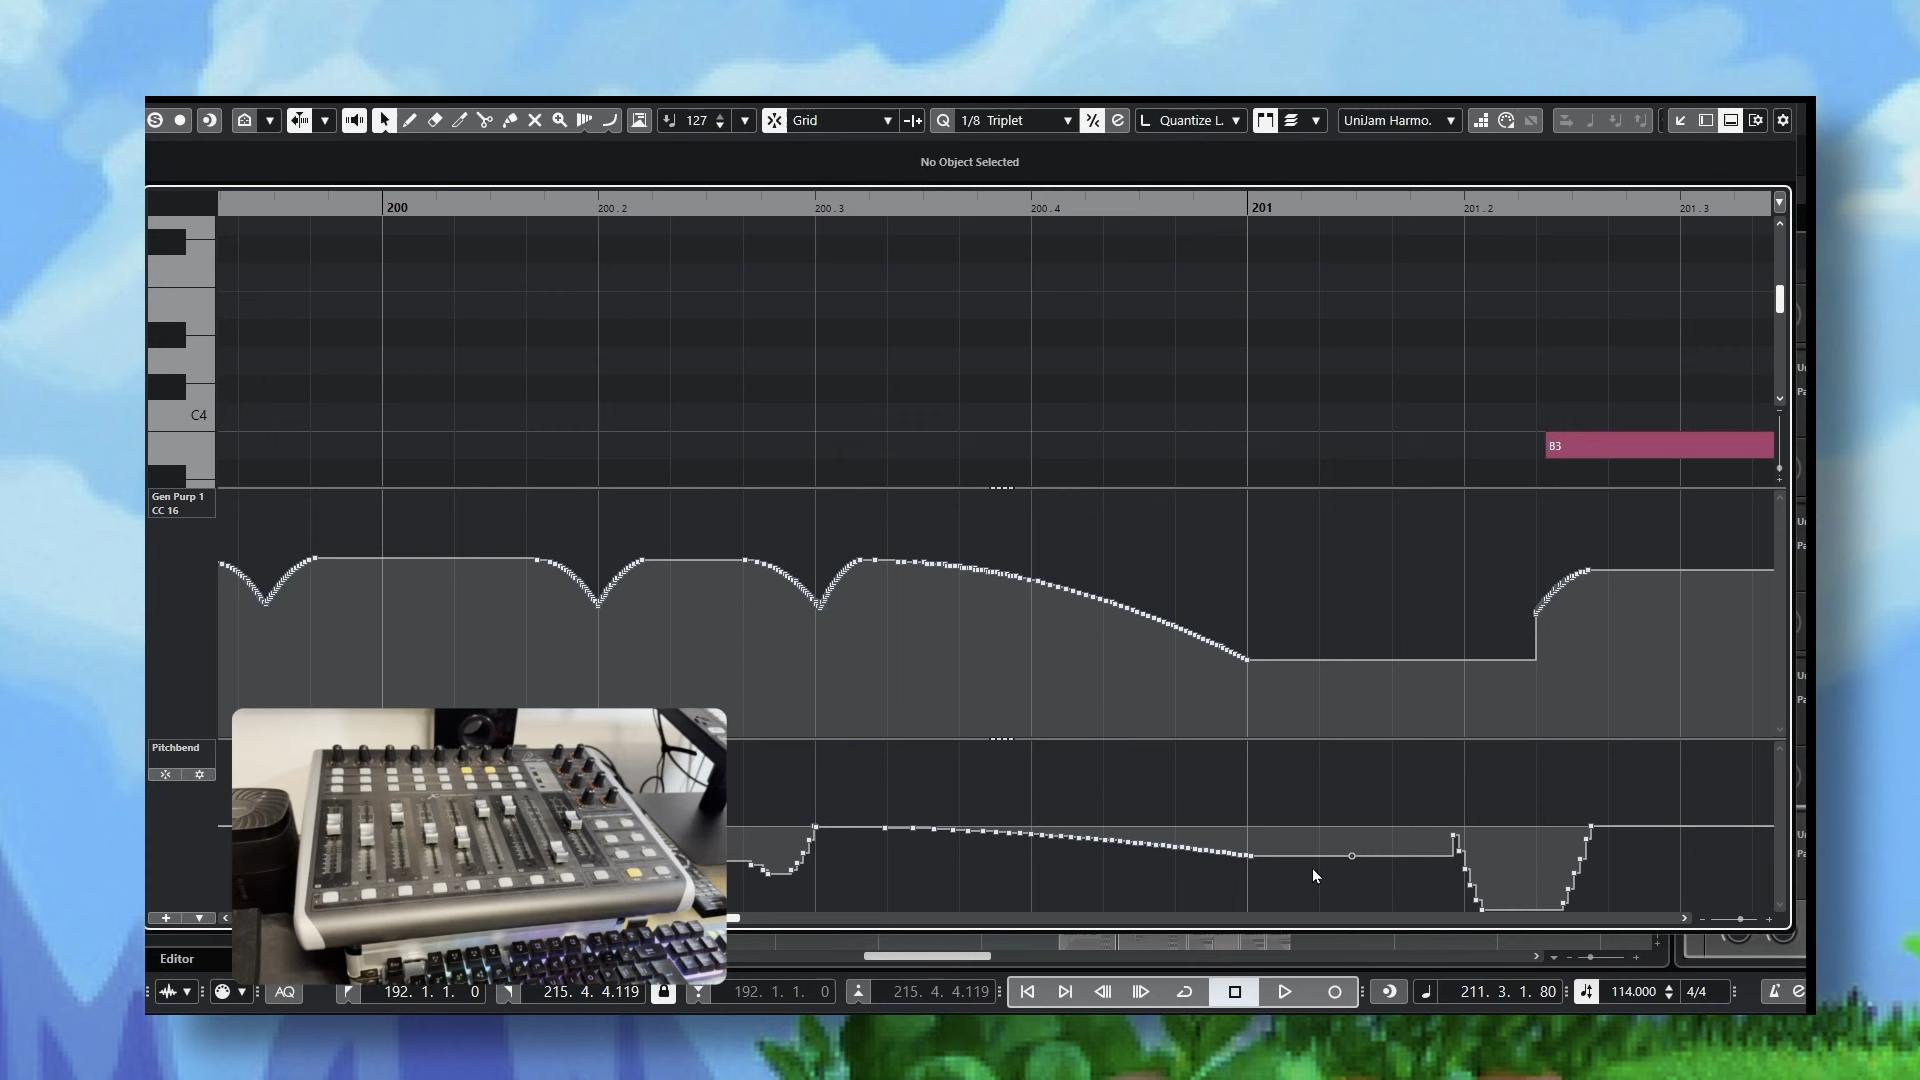 S 127 Grid Q 1/8 Triplet e L Quantize L. UniJam Harmo.
No Object Selected
200 200.2 200.3 200.4 201 201.2 201.3
C4
B3
Gen Purp 1
CC 16
Pitchbend
Editor
AQ 192. 1. 1. 0 215. 4. 4.119 192. 1. 1. 0 215. 4. 4.119 211. 3. 1. 80 114.000 4/4